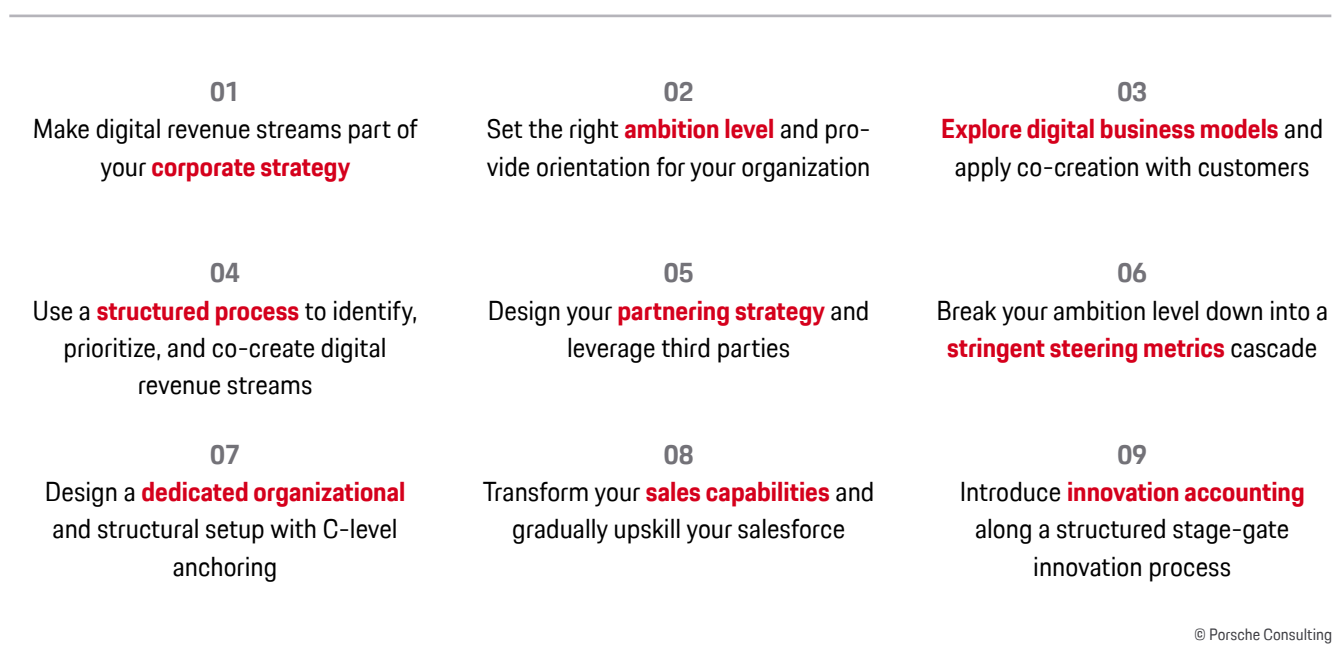 01
Make digital revenue streams part of
your corporate strategy
02
Set the right ambition level and pro-
vide orientation for your organization
03
Explore digital business models and
apply co-creation with customers
04
Use a structured process to identify,
prioritize, and co-create digital
revenue streams
05
Design your partnering strategy and
leverage third parties
06
Break your ambition level down into a
stringent steering metrics cascade
07
Design a dedicated organizational
and structural setup with C-level
anchoring
08
Transform your sales capabilities and
gradually upskill your salesforce
09
Introduce innovation accounting
along a structured stage-gate
innovation process
© Porsche Consulting